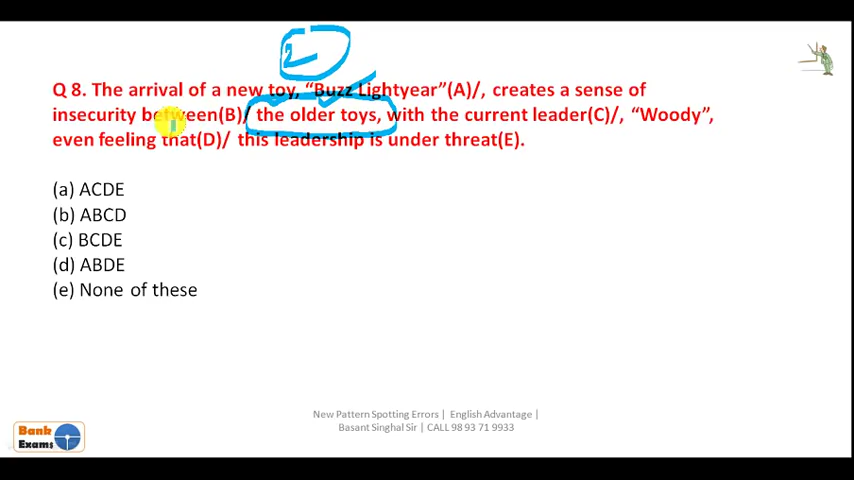 2
Q 8. The arrival of a new toy, “Buzz Lightyear”(A)/, creates a sense of
insecurity between(B)/ the older toys, with the current leader(C)/, “Woody”,
even feeling that(D)/ this leadership is under threat(E).
(a) ACDE
(b) ABCD
(c) BCDE
(d) ABDE
(e) None of these
New Pattern Spotting Errors | English Advantage |
Basant Singhal Sir | CALL 98 93 71 9933
Bank
Exams